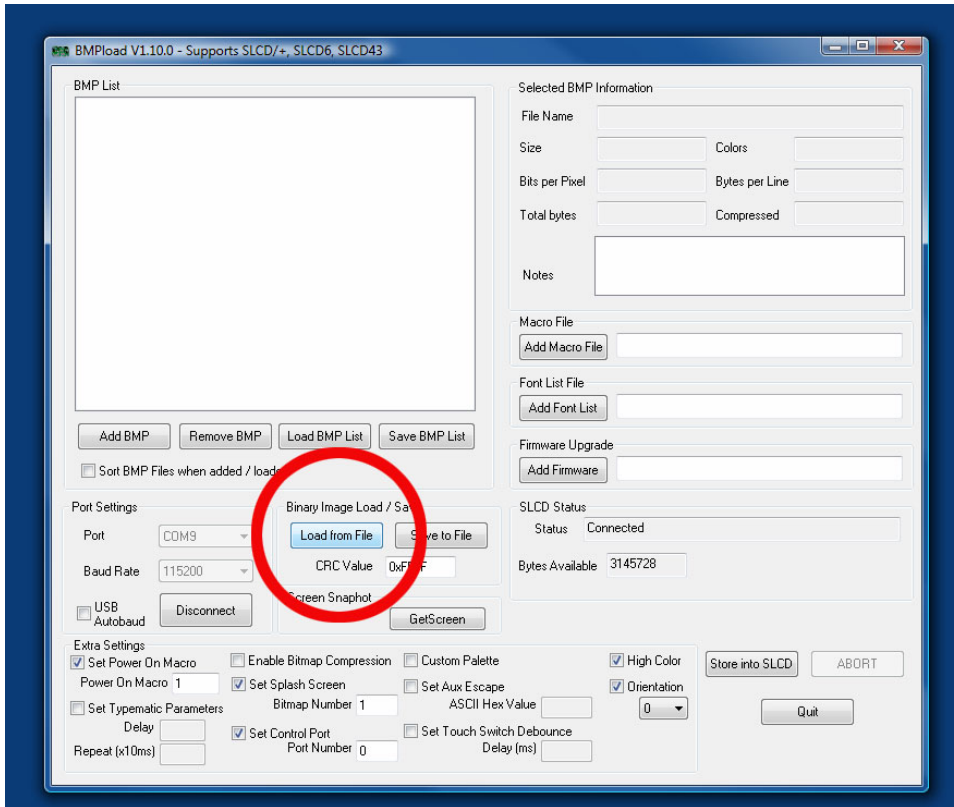 BMPload V1.10.0 - Supports SLCD/+, SLCD6, SLCD43
BMP List
Add BMP Remove BMP Load BMP List Save BMP List
Sort BMP Files when added /
Selected BMP Information
File Name
Size Colors
Bits per Pixel Bytes per Line
Total bytes Compressed
Notes
Macro File
Add Macro File
Font List File
Add Font List
Firmware Upgrade
Add Firmware
Port Settings
Port COM9
Baud Rate 115200
USB
Autobaud
Disconnect
Binary Image Load /
Load from File to File
CRC Value
Screen Snaphot
GetScreen
SLCD Status
Status Connected
Bytes Available 3145728
Extra Settings
Set Power On Macro
Power On Macro 1
Set Typematic Parameters
Delay
Repeat (x10ms)
Enable Bitmap Compression
Set Splash Screen
Bitmap Number 1
Set Control Port
Port Number 0
Custom Palette
Set Aux Escape
ASCII Hex Value
Set Touch Switch Debounce
Delay (ms)
High Color
Orientation
0
Store into SLCD ABORT
Quit